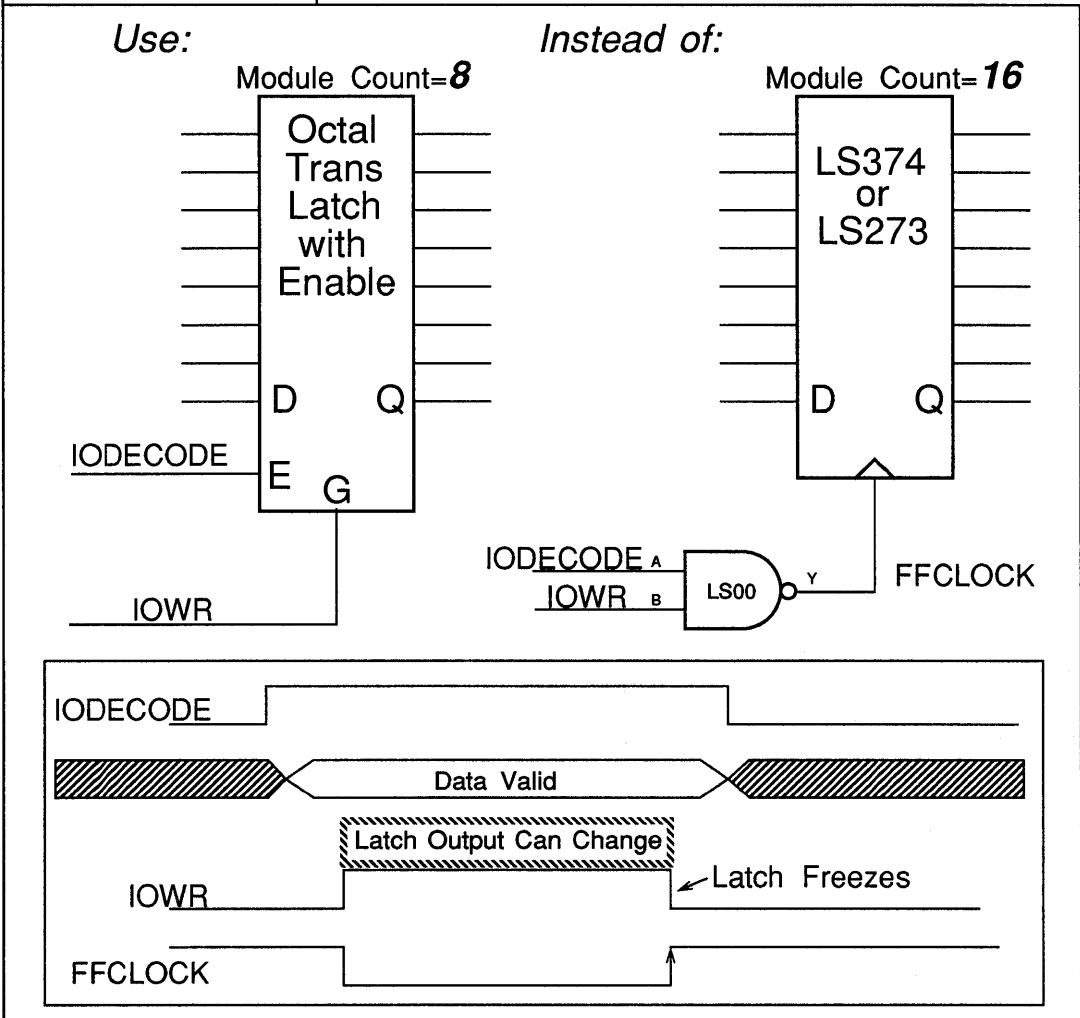 Use:
Instead of:
Module Count=8
Module Count=16
Octal
Trans
Latch
with
Enable
D
Q
IODECODE
E
G
IOWR
LS374
or
LS273
D
Q
IODECODE A
IOWR B
LS00
Y
FFCLOCK
IODECODE
Data Valid
Latch Output Can Change
IOWR
Latch Freezes
FFCLOCK